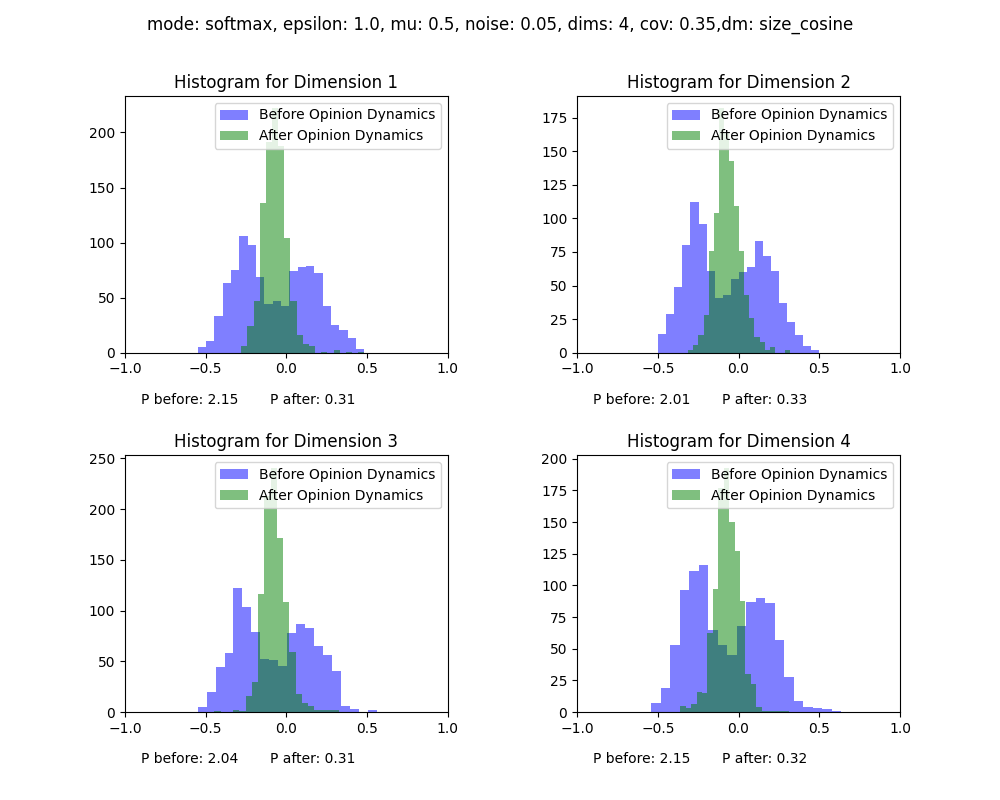 mode: softmax, epsilon: 1.0, mu: 0.5, noise: 0.05, dims: 4, cov: 0.35,dm: size_cosine
Histogram for Dimension 1
Before Opinion Dynamics
After Opinion Dynamics
200
150
100
50
0
−1.0 −0.5 0.0 0.5 1.0
P before: 2.15 P after: 0.31
Histogram for Dimension 2
Before Opinion Dynamics
After Opinion Dynamics
175
150
125
100
75
50
25
0
−1.0 −0.5 0.0 0.5 1.0
P before: 2.01 P after: 0.33
Histogram for Dimension 3
Before Opinion Dynamics
After Opinion Dynamics
250
200
150
100
50
0
−1.0 −0.5 0.0 0.5 1.0
P before: 2.04 P after: 0.31
Histogram for Dimension 4
Before Opinion Dynamics
After Opinion Dynamics
200
175
150
125
100
75
50
25
0
−1.0 −0.5 0.0 0.5 1.0
P before: 2.15 P after: 0.32